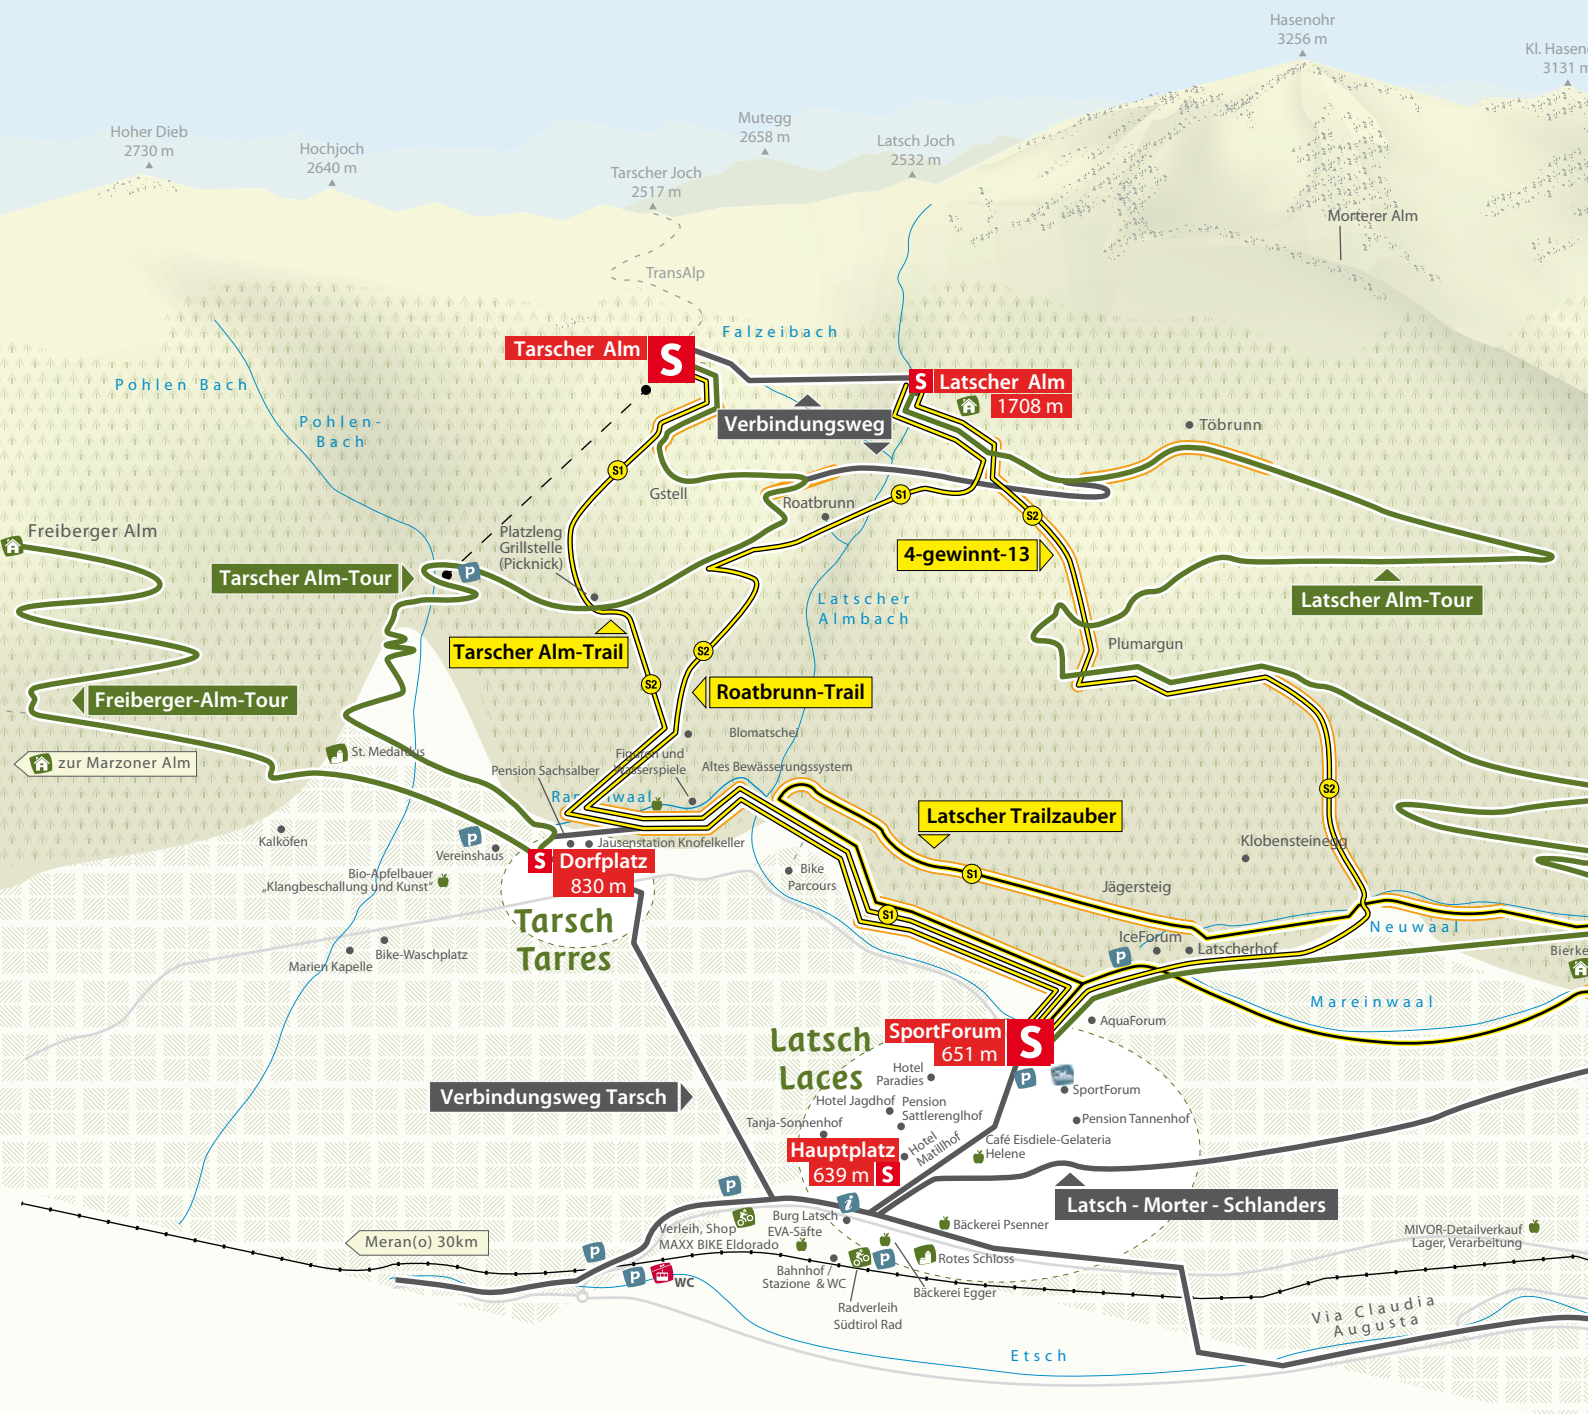 Hasenohr
3256 m
Kl. Hasen
3131 m
Hoher Dieb
2730 m
Hochjoch
2640 m
Mutegg
2658 m
Latsch Joch
2532 m
Tarscher Joch
2517 m
Morterer Alm
TransAlp
Falzeibach
Tarscher Alm
S
S
Latscher Alm
1708 m
Pohlen Bach
Pohlen-
Bach
Verbindungsweg
Töbrunn
S1
Gstell
S1
Roatbrunn
S2
Freiberger Alm
Platzleng
Grillstelle
(Picknick)
4-gewinnt-13
Tarscher Alm-Tour
P
Latscher
Almbach
Latscher Alm-Tour
Tarscher Alm-Trail
S2
Plumargun
S2
Roatbrunn-Trail
Freiberger-Alm-Tour
Blomatschei
St. Medardus
Figuren und
Wasserspiele
Altes Bewässerungssystem
zur Marzoner Alm
Pension Sachsalber
S2
Latscher Trailzauber
Kalköfen
P
Vereinshaus
Jausenstation Knofelkeller
Klobensteinegg
S
Dorfplatz
830 m
Bio-Apfelbauer
„Klangbeschallung und Kunst“
Bike
Parcours
S1
Jägersteig
Tarsch
Tarres
S1
Neuwaal
IceForum
Latscherhof
Bierke
P
Bike-Waschplatz
Marien Kapelle
Mareinwaal
AquaForum
SportForum
651 m
S
Latsch
Laces
Hotel
Paradies
P
SportForum
Verbindungsweg Tarsch
Hotel Jagdhof
Pension
Sattlerenglhof
Pension Tannenhof
Tanja-Sonnenhof
Hotel
Matillhof
Café Eisdiele-Gelateria
Helene
Hauptplatz
639 m S
P
i
Latsch - Morter - Schlanders
Burg Latsch
EVA-Säfte
Bäckerei Psenner
Verleih, Shop
MAXX BIKE Eldorado
MIVOR-Detailverkauf
Lager, Verarbeitung
Meran(o) 30km
P
P
WC
Bahnhof
Stazione & WC
P
Rotes Schloss
Bäckerei Egger
Radverleih
Südtirol Rad
Via Claudia
Augusta
Etsch